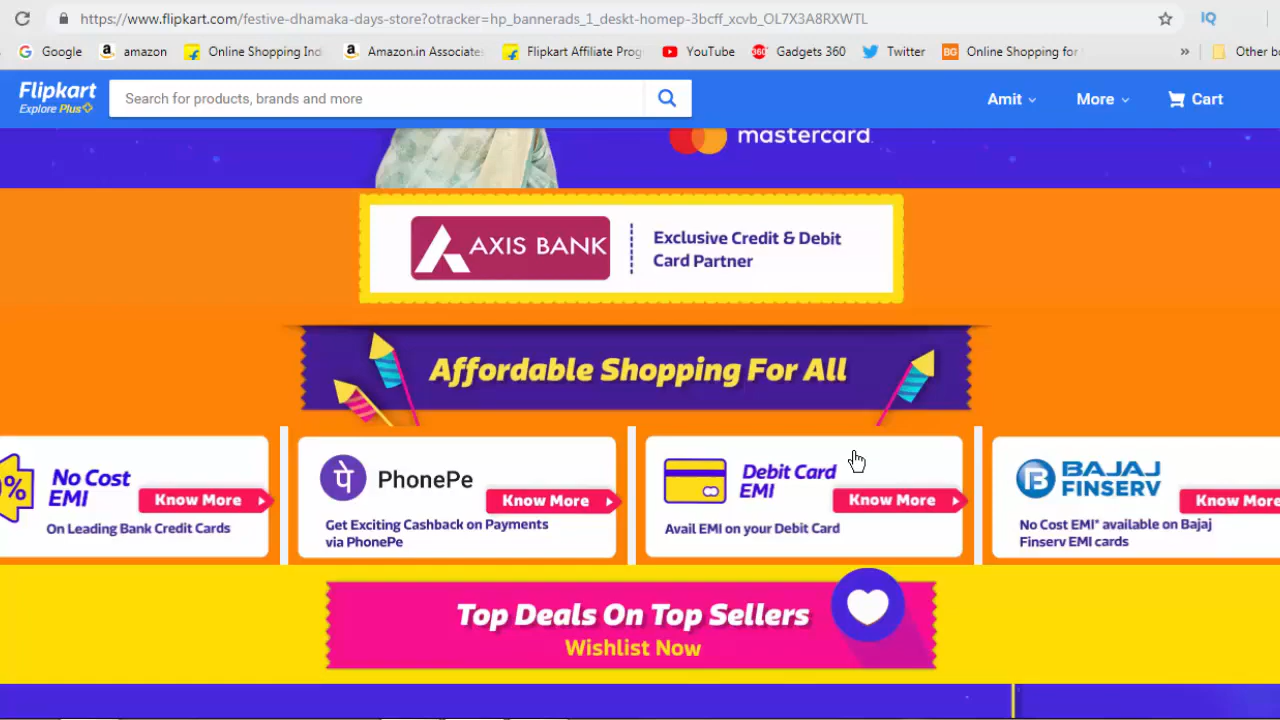 https://www.flipkart.com/festive-dhamaka-days-store?otracker=hp_bannerads_1_deskt-homep-3bcff_xcvb_OL7X3A8RXWTL
IQ
Google
amazon
Online Shopping Ind
Amazon.in Associate
Flipkart Affiliate Prog
YouTube
Gadgets 360
Twitter
Online Shopping for
»
Other b
Flipkart
Explore Plus
Search for products, brands and more
Amit
More
Cart
mastercard
AXIS BANK
Exclusive Credit & Debit
Card Partner
Affordable Shopping For All
%
No Cost
EMI
Know More
On Leading Bank Credit Cards
पे PhonePe
Know More
Get Exciting Cashback on Payments
via PhonePe
Debit Card
EMI
Know More
Avail EMI on your Debit Card
B BAJAJ
FINSERV
Know More
No Cost EMI* available on Bajaj
Finserv EMI cards
Top Deals On Top Sellers
Wishlist Now